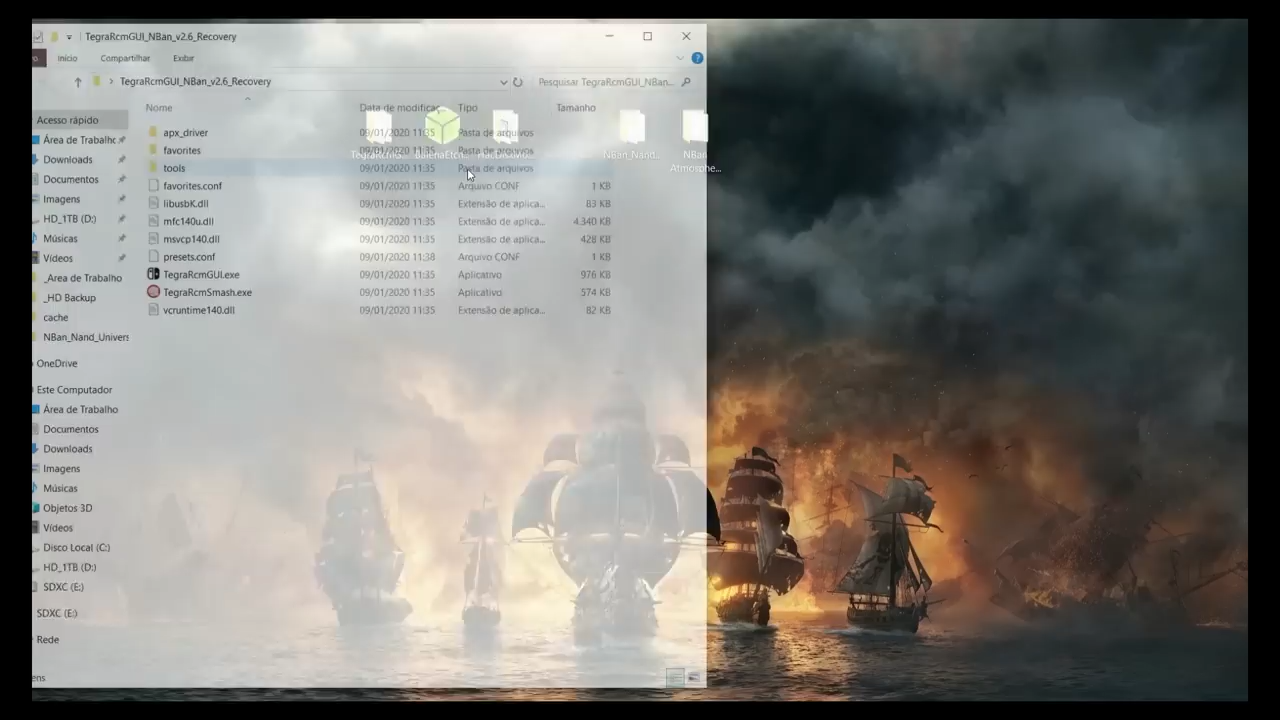 TegraRcmGUI_NBan_v2.6_Recovery
Início Compartilhar Exibir
TegraRcmGUI_NBan_v2.6_Recovery
Pesquisar TegraRcmGUI_NBan...
Nome Data de modificaç Tipo Tamanho
Acesso rápido
Área de Trabalho
Downloads
Documentos
Imagens
HD_1TB (D:)
Músicas
Vídeos
_Area de Trabalho
_HD Backup
cache
NBan_Nand_Univers
OneDrive
Este Computador
Área de Trabalho
Documentos
Downloads
Imagens
Músicas
Objetos 3D
Vídeos
Disco Local (C:)
HD_1TB (D:)
SDXC (E:)
SDXC (E:)
Rede
ens
apx_driver 09/01/2020 11:35 Pasta de arquivos
favorites 09/01/2020 11:35 Pasta de arquivos
tools 09/01/2020 11:35 Pasta de arquivos
favorites.conf 09/01/2020 11:35 Arquivo CONF 1 KB
libusbK.dll 09/01/2020 11:35 Extensão de aplica... 83 KB
mfc140u.dll 09/01/2020 11:35 Extensão de aplica... 4.340 KB
msvcp140.dll 09/01/2020 11:35 Extensão de aplica... 428 KB
presets.conf 09/01/2020 11:38 Arquivo CONF 1 KB
TegraRcmGUI.exe 09/01/2020 11:35 Aplicativo 976 KB
TegraRcmSmash.exe 09/01/2020 11:35 Aplicativo 574 KB
vcruntime140.dll 09/01/2020 11:35 Extensão de aplica... 82 KB
NBan_Nand...
NBan
Atmosphe...